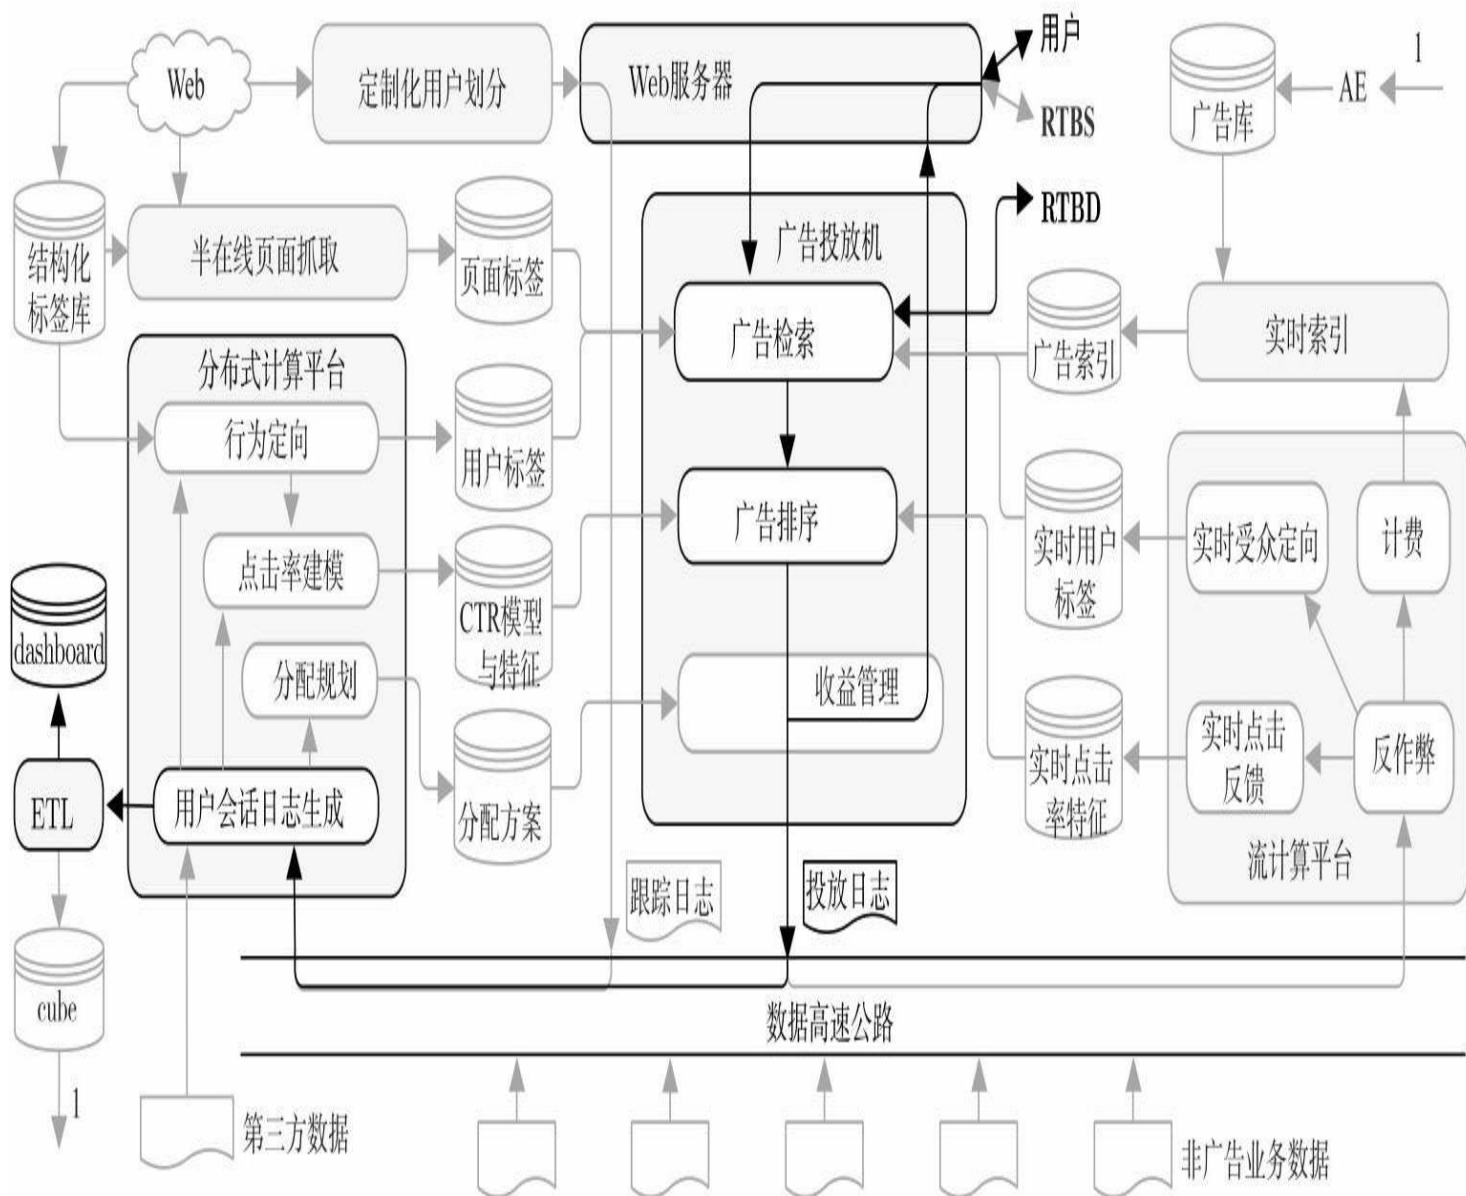 Web
定制化用户划分
Web服务器
用户
RTBS
RTBD
广告库
AE
1
结构化
标签库
半在线页面抓取
页面标签
广告投放机
广告检索
广告索引
实时索引
分布式计算平台
行为定向
用户标签
广告排序
实时用户
标签
实时受众定向
计费
点击率建模
CTR模型
与特征
dashboard
分配规划
收益管理
实时点击
率特征
实时点击
反馈
反作弊
流计算平台
ETL
用户会话日志生成
分配方案
跟踪日志
投放日志
cube
数据高速公路
1
第三方数据
非广告业务数据